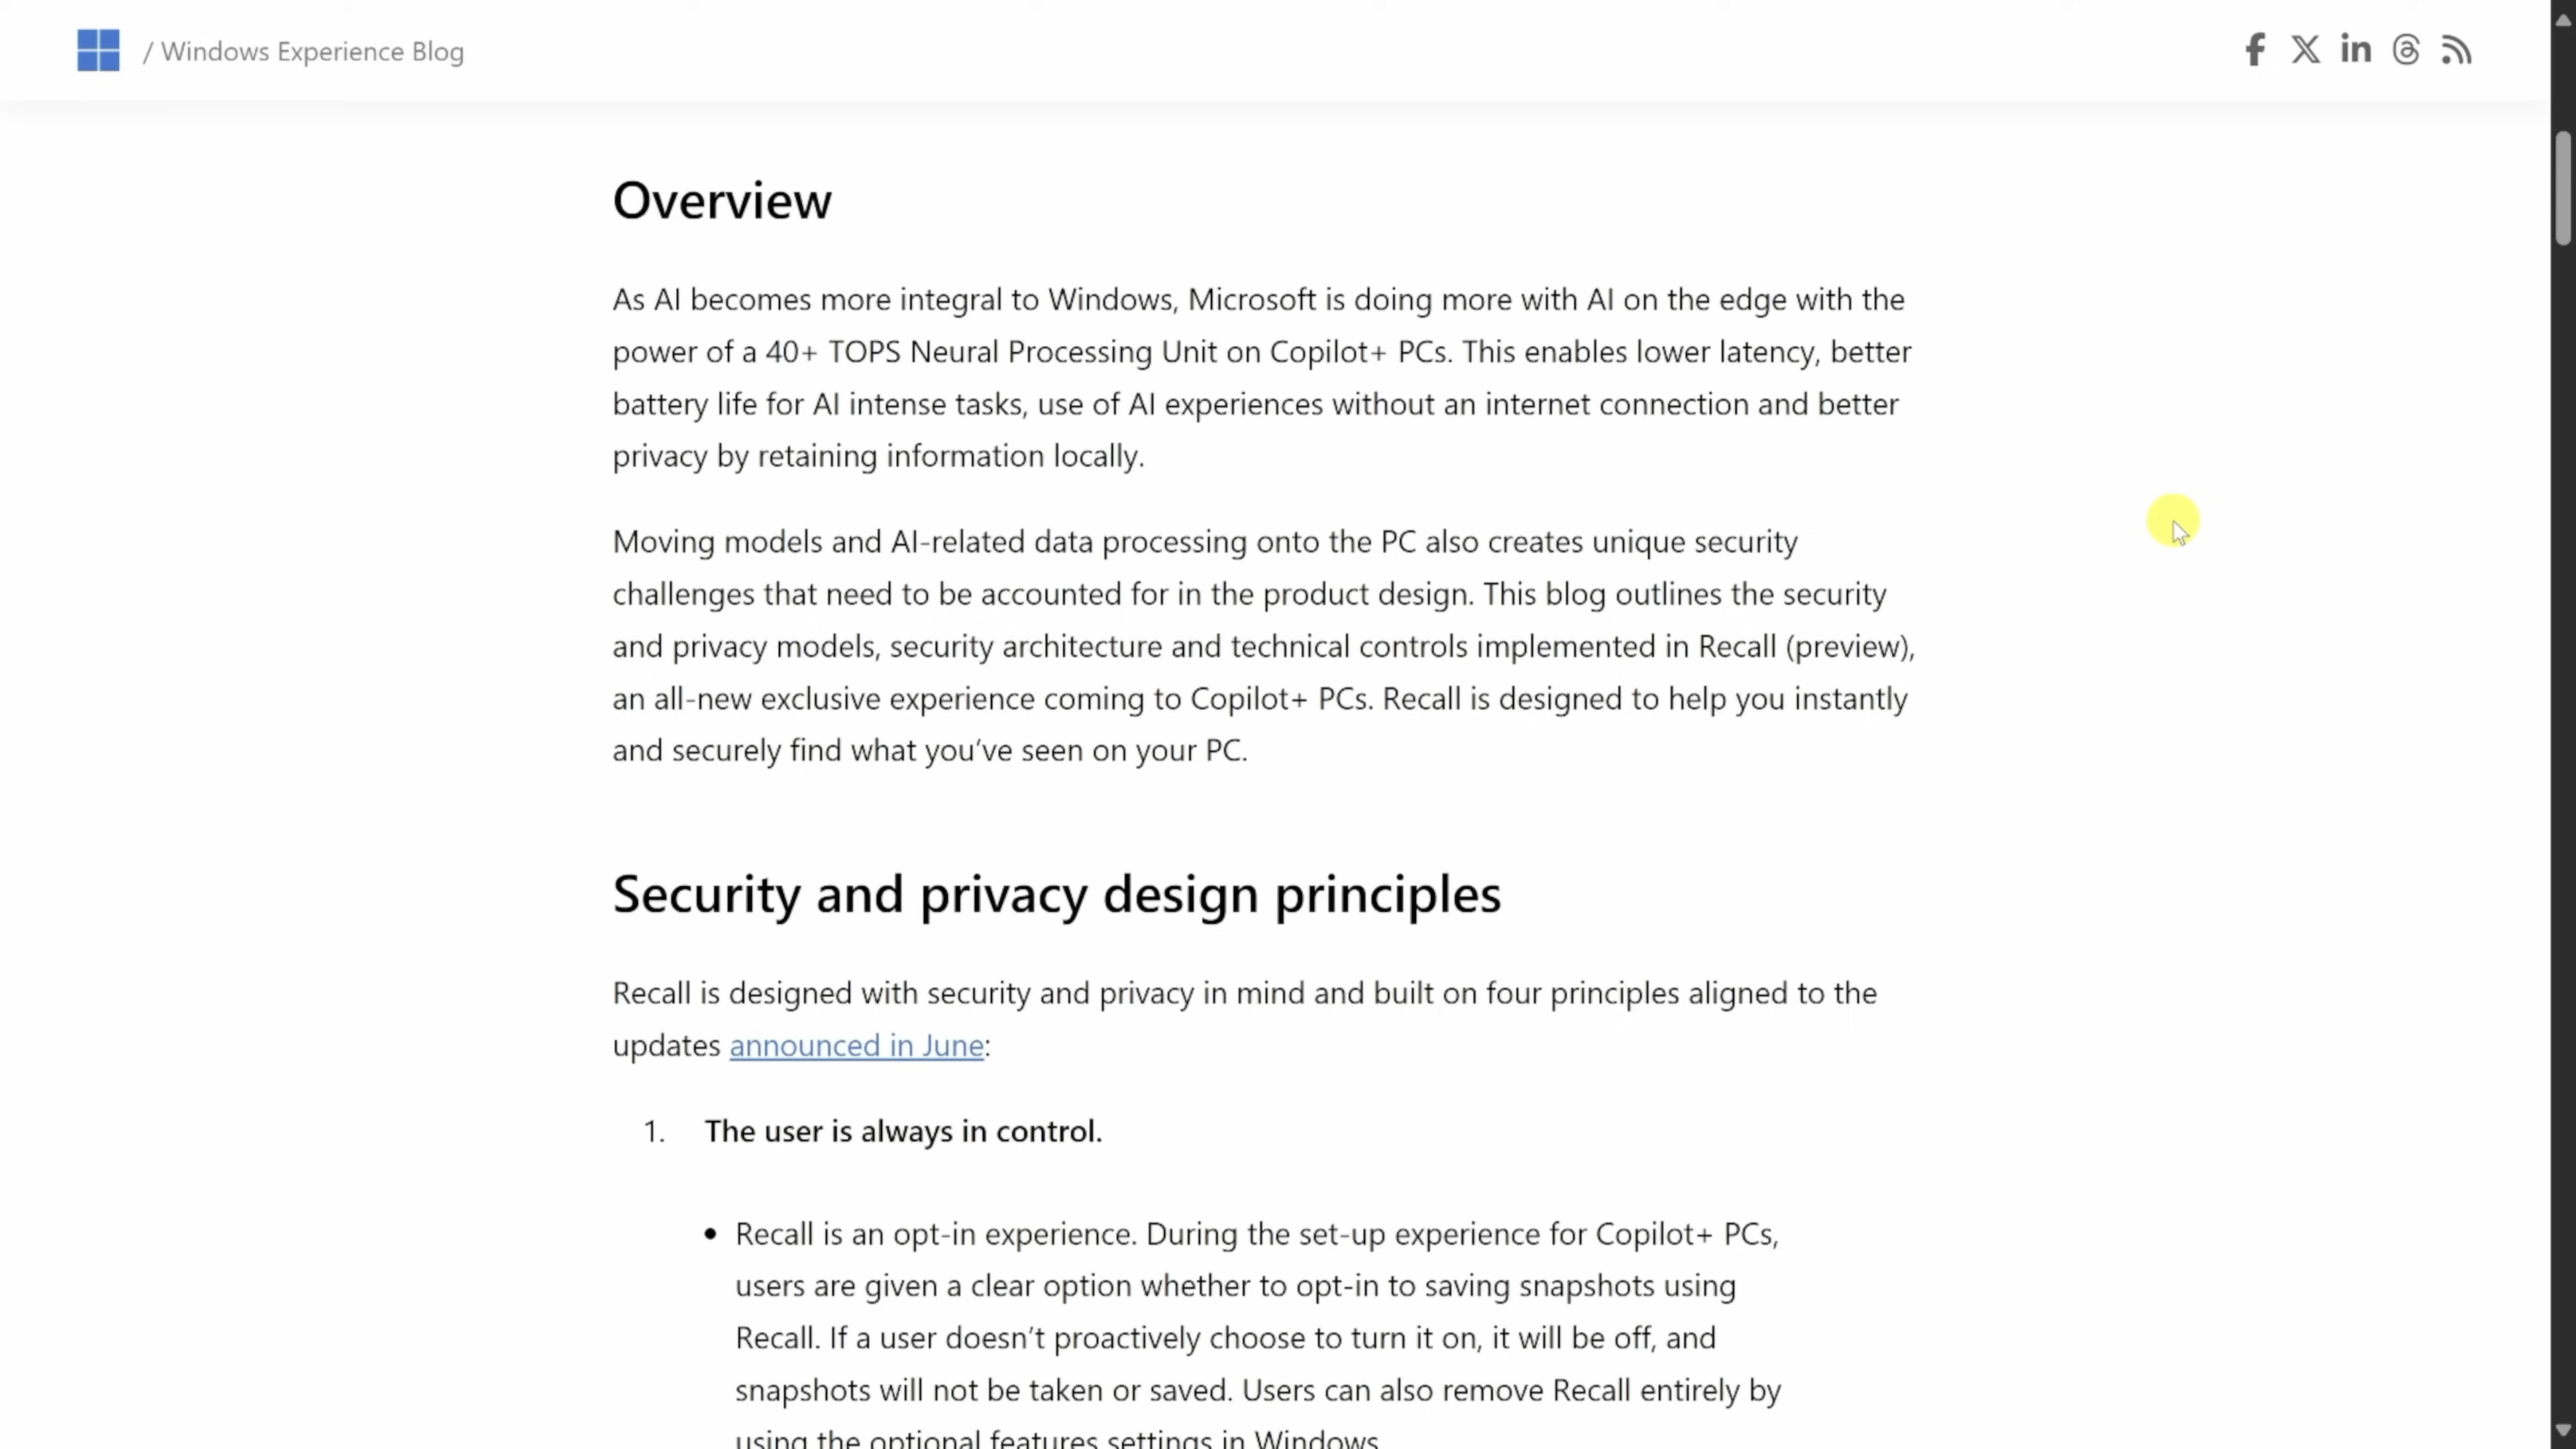 / Windows Experience Blog
Overview
As AI becomes more integral to Windows, Microsoft is doing more with AI on the edge with the
power of a 40+ TOPS Neural Processing Unit on Copilot+ PCs. This enables lower latency, better
battery life for AI intense tasks, use of AI experiences without an internet connection and better
privacy by retaining information locally.
Moving models and AI-related data processing onto the PC also creates unique security
challenges that need to be accounted for in the product design. This blog outlines the security
and privacy models, security architecture and technical controls implemented in Recall (preview),
an all-new exclusive experience coming to Copilot+ PCs. Recall is designed to help you instantly
and securely find what you’ve seen on your PC.
Security and privacy design principles
Recall is designed with security and privacy in mind and built on four principles aligned to the
updates announced in June:
1. The user is always in control.
• Recall is an opt-in experience. During the set-up experience for Copilot+ PCs,
users are given a clear option whether to opt-in to saving snapshots using
Recall. If a user doesn’t proactively choose to turn it on, it will be off, and
snapshots will not be taken or saved. Users can also remove Recall entirely by
using the optional features settings in Windows.